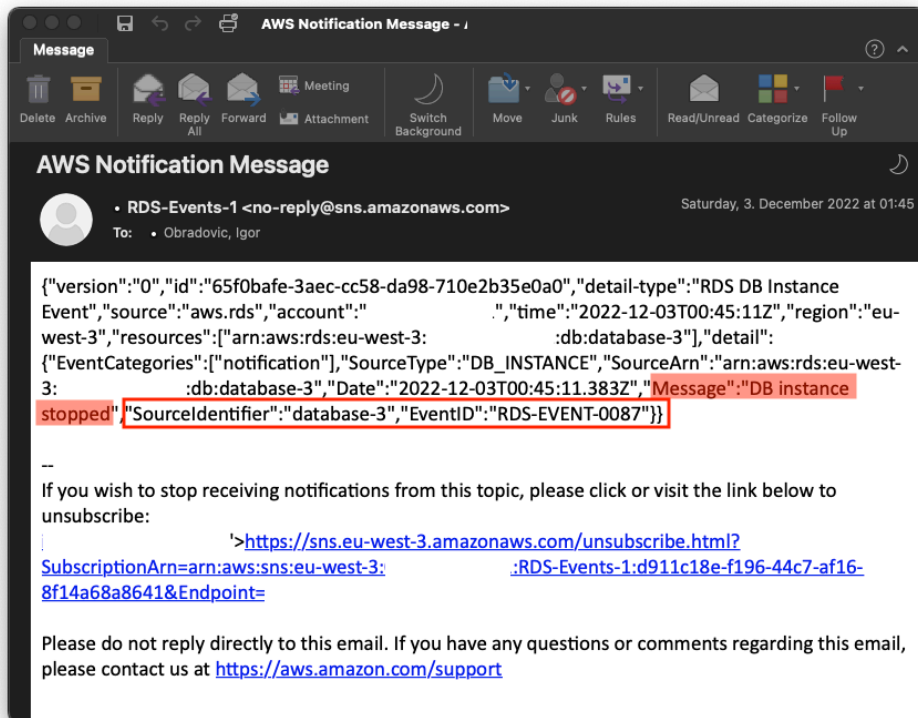 AWS Notification Message -
Message
Delete Archive Reply Reply All Forward Meeting Attachment Switch Background Move Junk Rules Read/Unread Categorize Follow Up
AWS Notification Message
• RDS-Events-1 <no-reply@sns.amazonaws.com>
Saturday, 3. December 2022 at 01:45
To: • Obradovic, Igor
{"version":"0","id":"65f0bafe-3aec-cc58-da98-710e2b35e0a0","detail-type":"RDS DB Instance
Event","source":"aws.rds","account":" ","time":"2022-12-03T00:45:11Z","region":"eu-
west-3","resources":["arn:aws:rds:eu-west-3: :db:database-3"],"detail":
{"EventCategories":["notification"],"SourceType":"DB_INSTANCE","SourceArn":"arn:aws:rds:eu-west-
3: :db:database-3","Date":"2022-12-03T00:45:11.383Z","Message":"DB instance
stopped","SourceIdentifier":"database-3","EventID":"RDS-EVENT-0087"}}
--
If you wish to stop receiving notifications from this topic, please click or visit the link below to
unsubscribe:
'>https://sns.eu-west-3.amazonaws.com/unsubscribe.html?
SubscriptionArn=arn:aws:sns:eu-west-3: :RDS-Events-1:d911c18e-f196-44c7-af16-
8f14a68a8641&Endpoint=
Please do not reply directly to this email. If you have any questions or comments regarding this email,
please contact us at https://aws.amazon.com/support